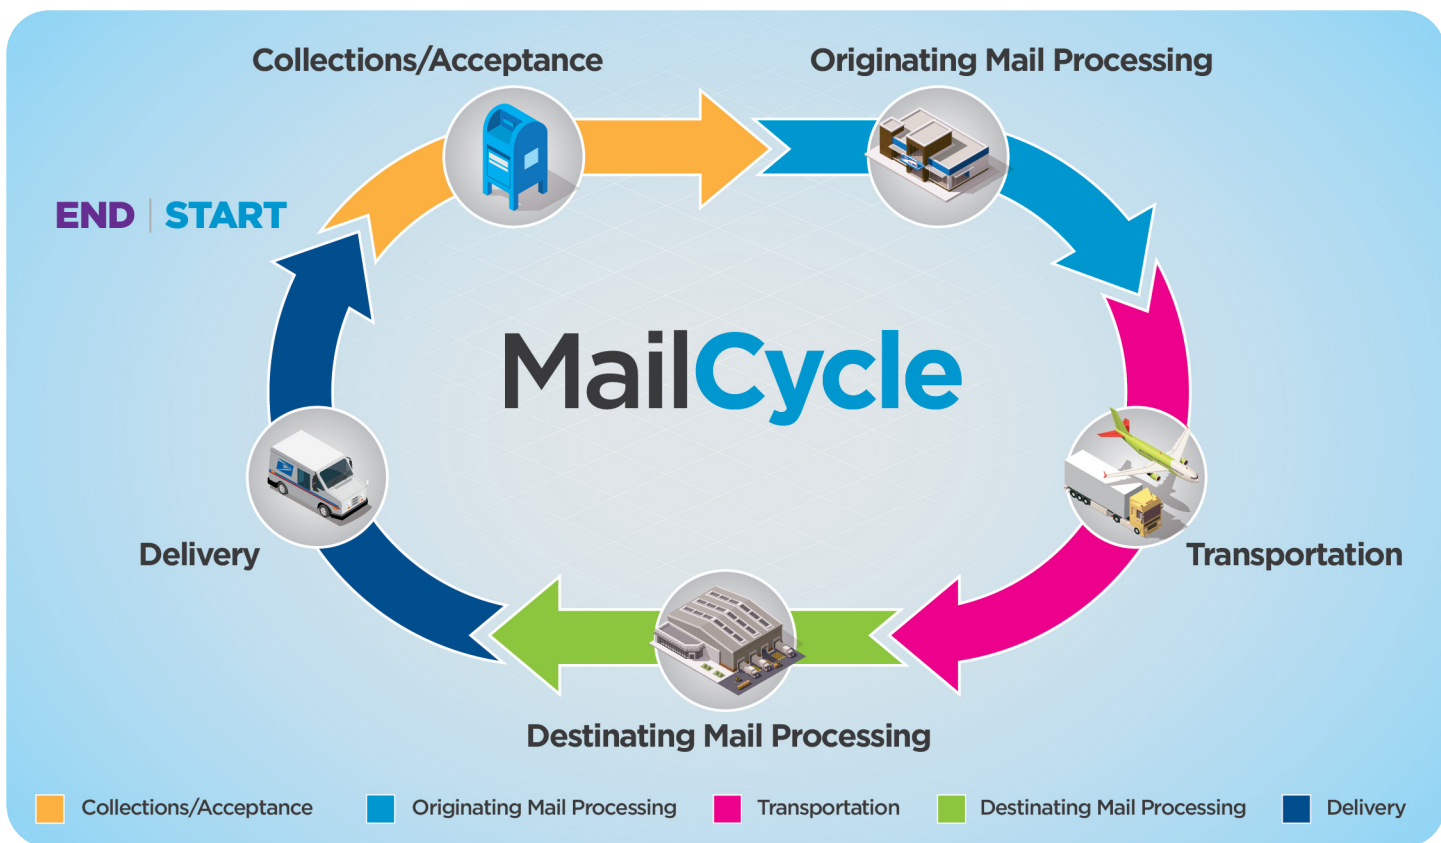 Collections/Acceptance
Originating Mail Processing
END | START
MailCycle
Delivery
Transportation
Destinating Mail Processing
Collections/Acceptance
Originating Mail Processing
Transportation
Destinating Mail Processing
Delivery